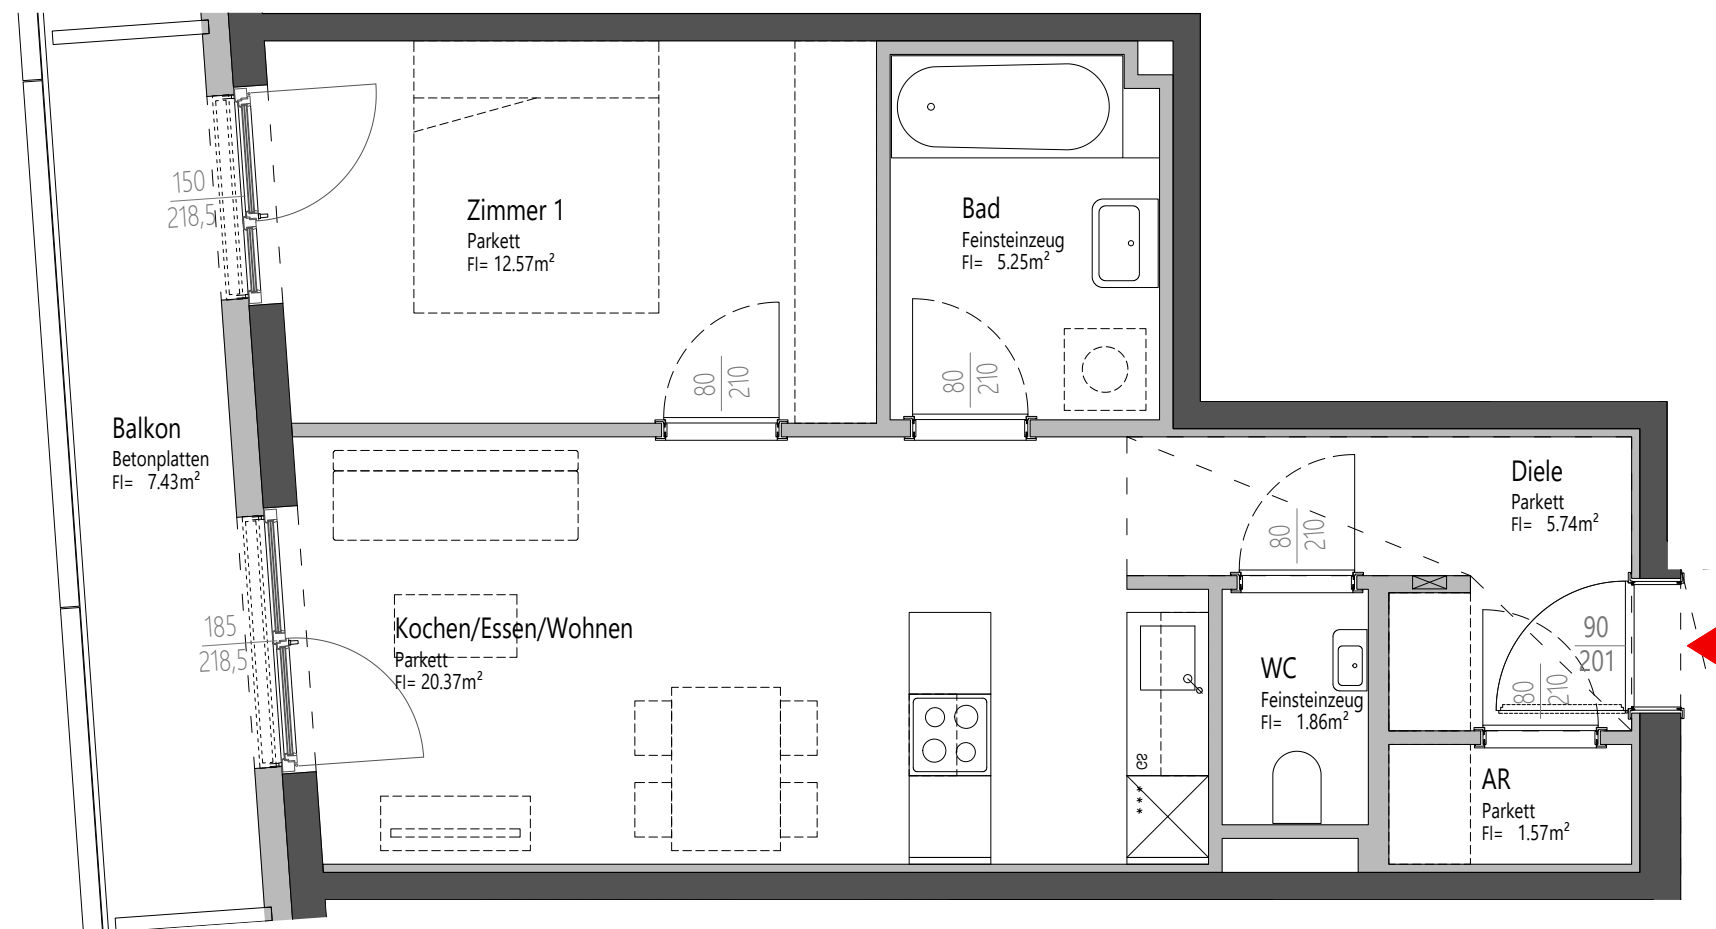 150
218,5
Zimmer 1
Parkett
Fl= 12.57m²
Bad
Feinsteinzeug
Fl= 5.25m²
80
210
80
210
Balkon
Betonplatten
Fl= 7.43m²
Diele
Parkett
Fl= 5.74m²
80
210
185
218,5
Kochen/Essen/Wohnen
Parkett
Fl= 20.37m²
WC
Feinsteinzeug
Fl= 1.86m²
90
201
80
210
GS
***
AR
Parkett
Fl= 1.57m²